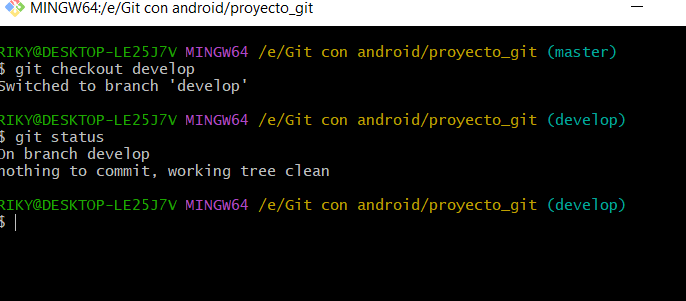 MINGW64:/e/Git con android/proyecto_git
RIKY@DESKTOP-LE25J7V MINGW64 /e/Git con android/proyecto_git (master)
$ git checkout develop
Switched to branch 'develop'
RIKY@DESKTOP-LE25J7V MINGW64 /e/Git con android/proyecto_git (develop)
$ git status
On branch develop
nothing to commit, working tree clean
RIKY@DESKTOP-LE25J7V MINGW64 /e/Git con android/proyecto_git (develop)
$